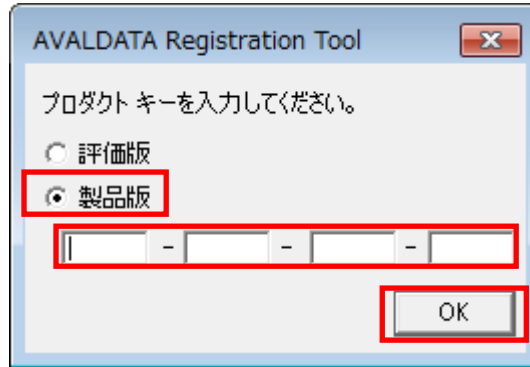 AVALDATA Registration Tool
プロダクト キーを入力してください。
評価版
製品版
- - -
OK